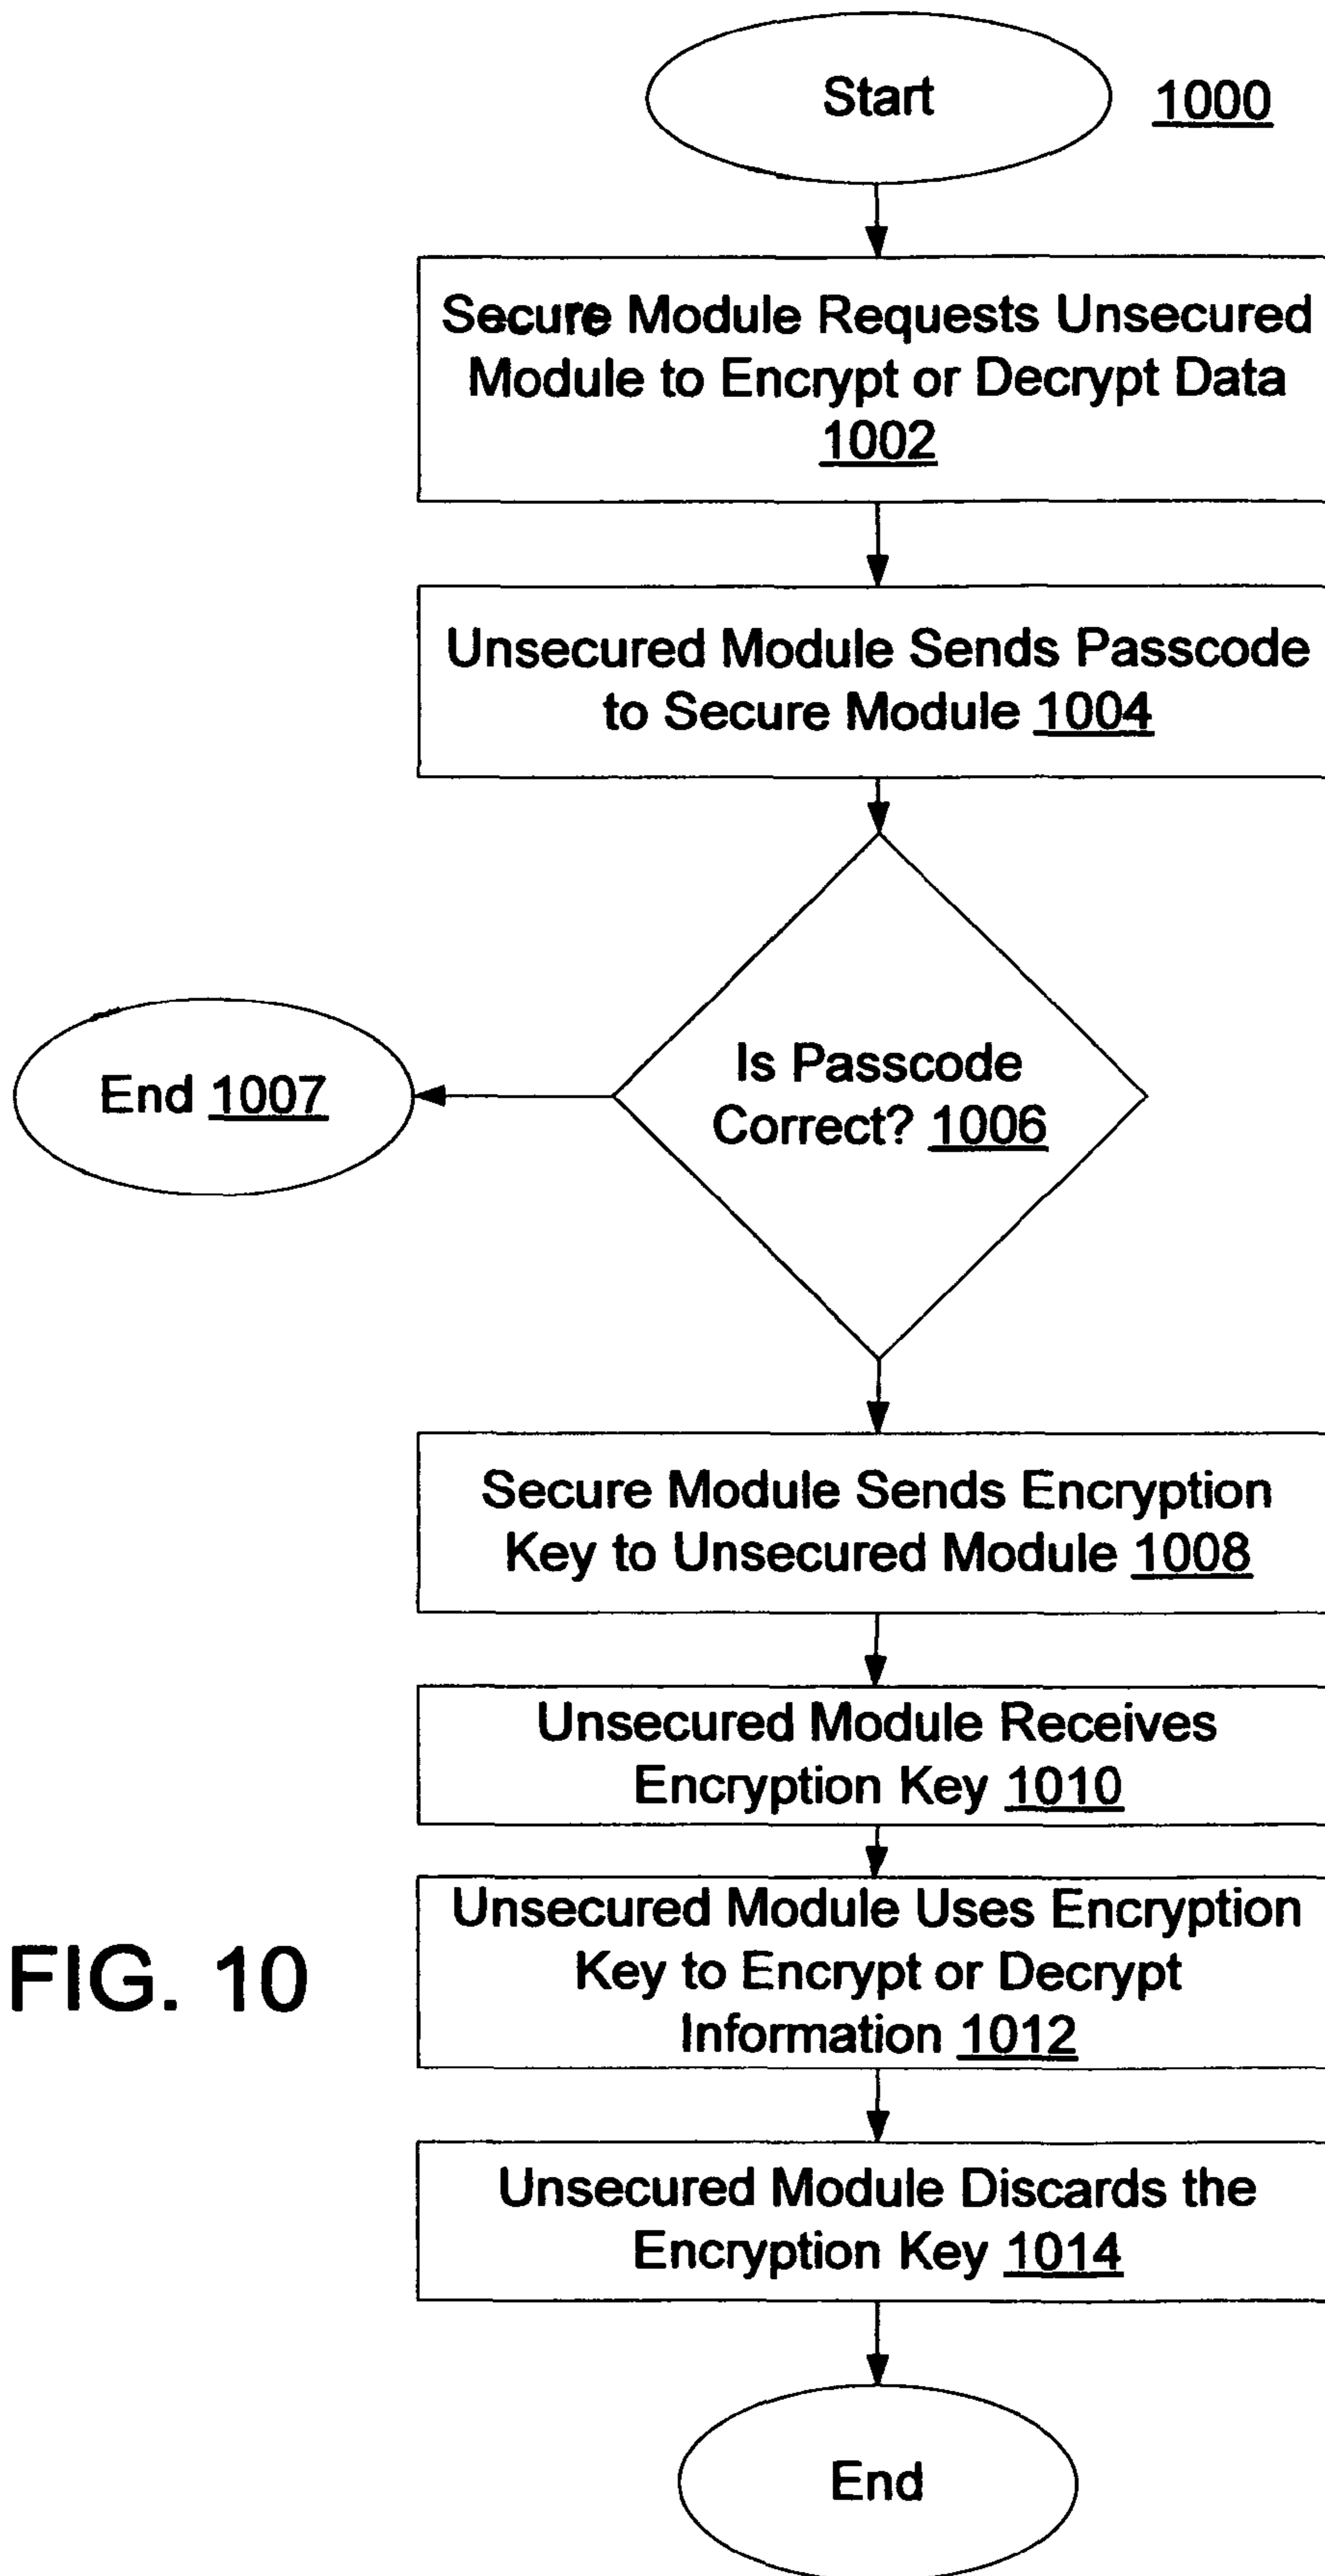 Start
1000
Secure Module Requests Unsecured
Module to Encrypt or Decrypt Data
1002
Unsecured Module Sends Passcode
to Secure Module 1004
Is Passcode
Correct? 1006
End 1007
Secure Module Sends Encryption
Key to Unsecured Module 1008
Unsecured Module Receives
Encryption Key 1010
Unsecured Module Uses Encryption
Key to Encrypt or Decrypt
Information 1012
FIG. 10
Unsecured Module Discards the
Encryption Key 1014
End